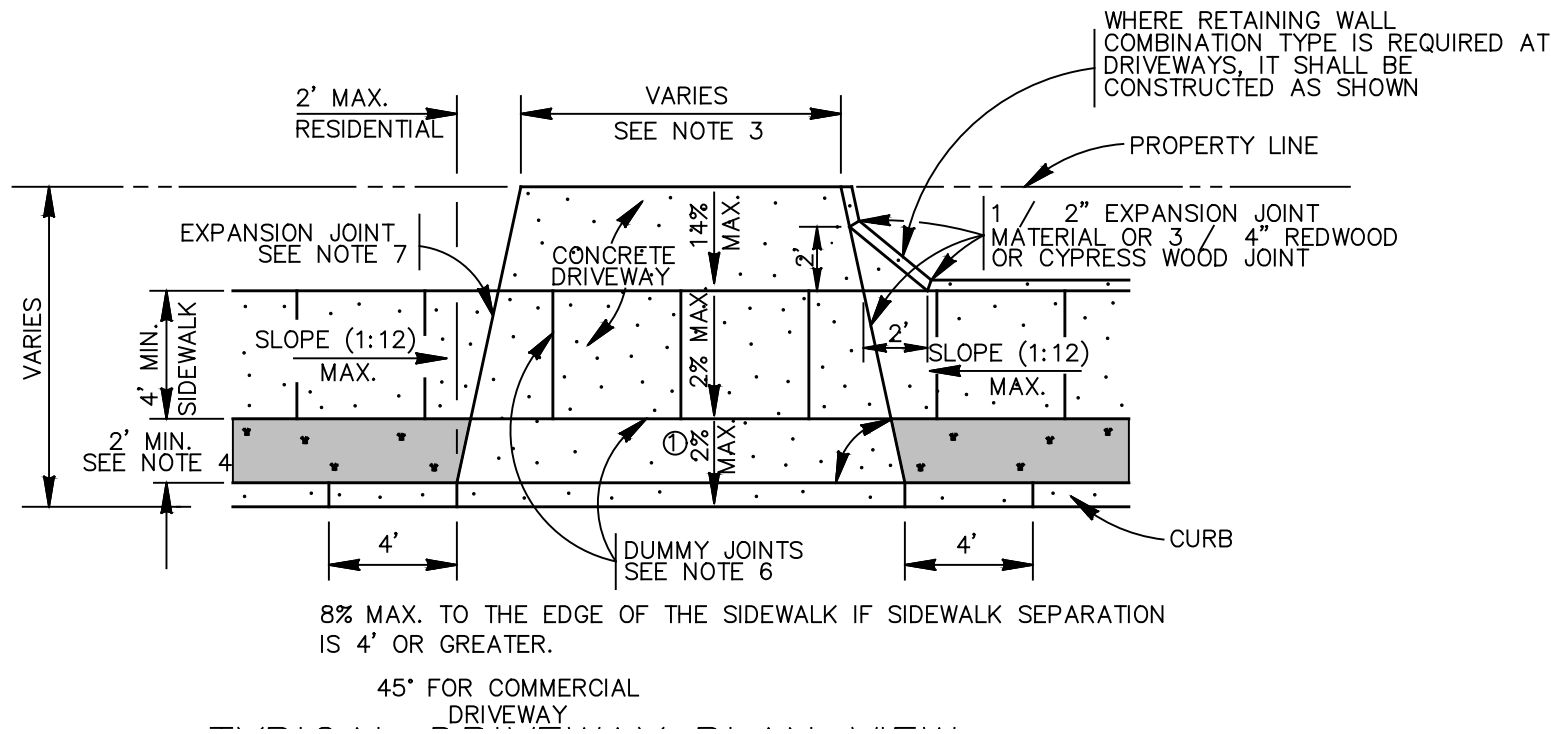 WHERE RETAINING WALL
COMBINATION TYPE IS REQUIRED AT
DRIVEWAYS, IT SHALL BE
CONSTRUCTED AS SHOWN
2' MAX.
RESIDENTIAL
VARIES
SEE NOTE 3
PROPERTY LINE
1 / 2" EXPANSION JOINT
MATERIAL OR 3 / 4" REDWOOD
OR CYPRESS WOOD JOINT
EXPANSION JOINT
SEE NOTE 7
CONCRETE
DRIVEWAY
14%
MAX.
2'
VARIES
4' MIN.
SIDEWALK
SLOPE (1:12)
MAX.
2% MAX.
2'
SLOPE (1:12)
MAX.
2' MIN.
SEE NOTE 4
1
2%
MAX.
4'
DUMMY JOINTS
SEE NOTE 6
4'
CURB
8% MAX. TO THE EDGE OF THE SIDEWALK IF SIDEWALK SEPARATION
IS 4' OR GREATER.
45° FOR COMMERCIAL
DRIVEWAY
TYPICAL DRIVEWAY PLAN VIEW